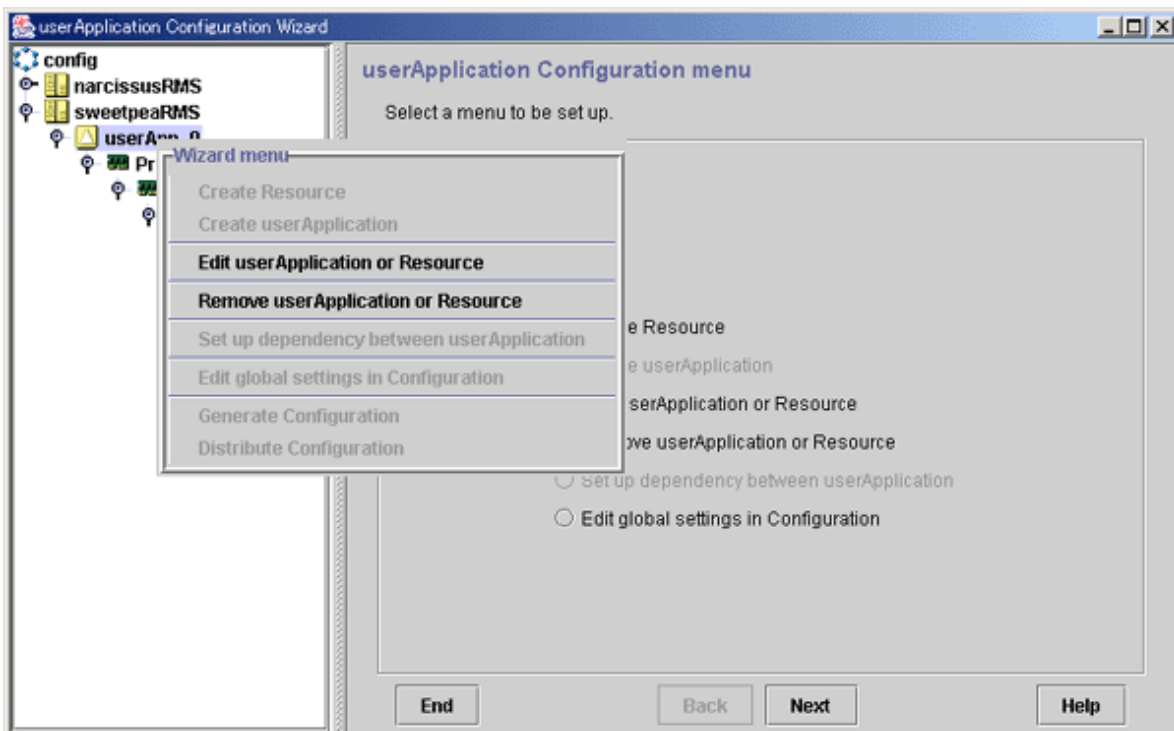 userApplication Configuration Wizard
config
narcissusRMS
sweetpeaRMS
userApp_0
Pr
userApplication Configuration menu
Select a menu to be set up.
Wizard menu
Create Resource
Create userApplication
Edit userApplication or Resource
Remove userApplication or Resource
Set up dependency between userApplication
Edit global settings in Configuration
Generate Configuration
Distribute Configuration
e Resource
e userApplication
serApplication or Resource
ove userApplication or Resource
Set up dependency between userApplication
Edit global settings in Configuration
End
Back
Next
Help